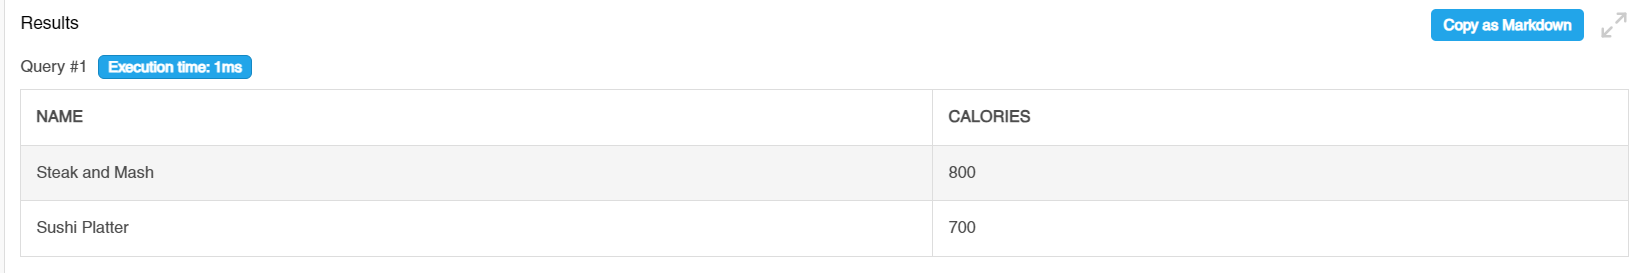 Results
Copy as Markdown
Query #1 Execution time: 1ms
NAME CALORIES
Steak and Mash 800
Sushi Platter 700